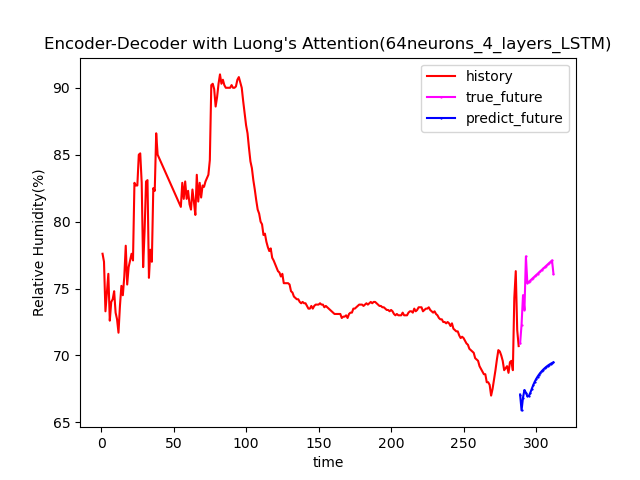 Encoder-Decoder with Luong's Attention(64neurons_4_layers_LSTM)
history
true_future
predict_future
Relative Humidity(%)
90
85
80
75
70
65
0 50 100 150 200 250 300
time